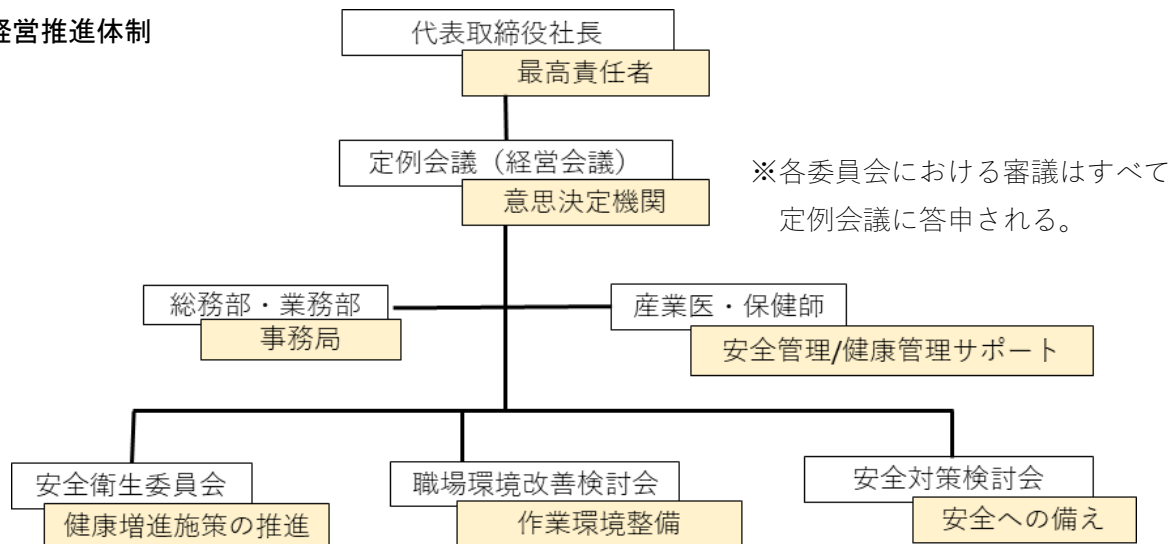 経営推進体制
代表取締役社長
最高責任者
定例会議（経営会議）
意思決定機関
※各委員会における審議はすべて
定例会議に答申される。
総務部・業務部
事務局
産業医・保健師
安全管理/健康管理サポート
安全衛生委員会
健康増進施策の推進
職場環境改善検討会
作業環境整備
安全対策検討会
安全への備え